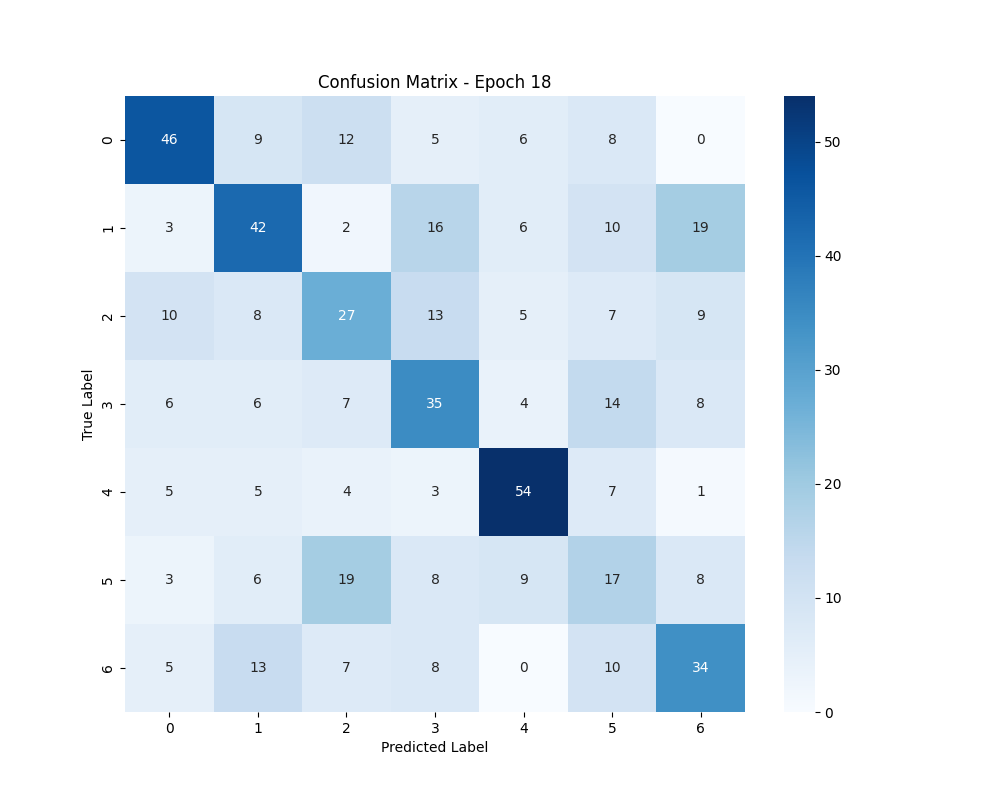 Confusion Matrix - Epoch 18
0 46 9 12 5 6 8 0
1 3 42 2 16 6 10 19
2 10 8 27 13 5 7 9
3 6 6 7 35 4 14 8
4 5 5 4 3 54 7 1
5 3 6 19 8 9 17 8
6 5 13 7 8 0 10 34
0 1 2 3 4 5 6
True Label
Predicted Label
50
40
30
20
10
0